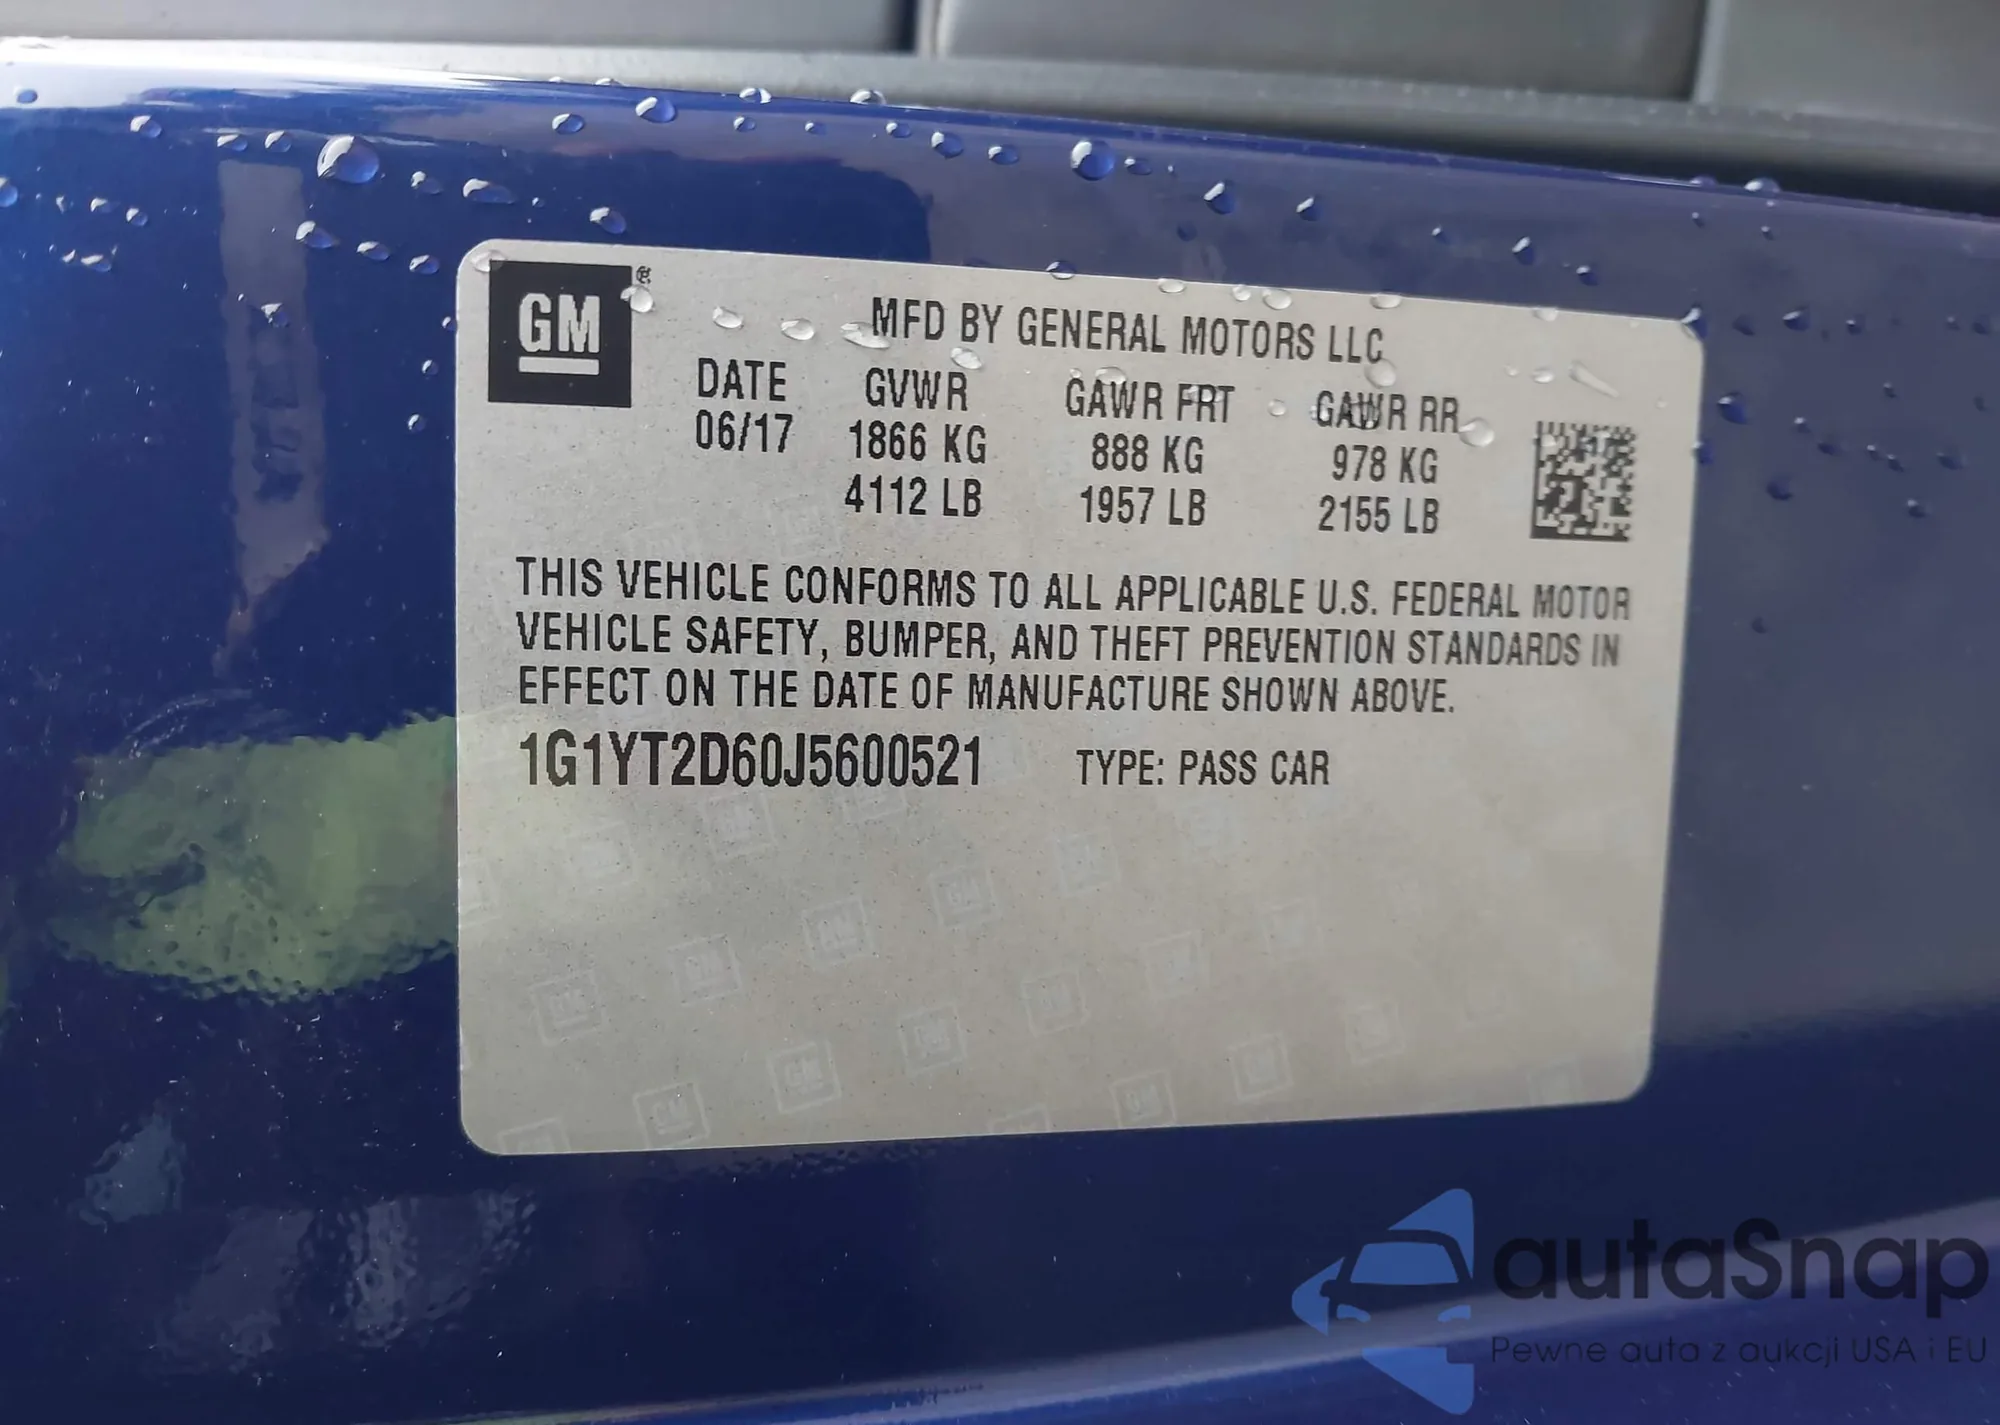 GM ®
MFD BY GENERAL MOTORS LLC
DATE GVWR GAWR FRT GAWR RR
06/17 1866 KG 888 KG 978 KG
4112 LB 1957 LB 2155 LB
THIS VEHICLE CONFORMS TO ALL APPLICABLE U.S. FEDERAL MOTOR
VEHICLE SAFETY, BUMPER, AND THEFT PREVENTION STANDARDS IN
EFFECT ON THE DATE OF MANUFACTURE SHOWN ABOVE.
1G1YT2D60J5600521 TYPE: PASS CAR
autaSnap
Pewne auta z aukcji USA i EU